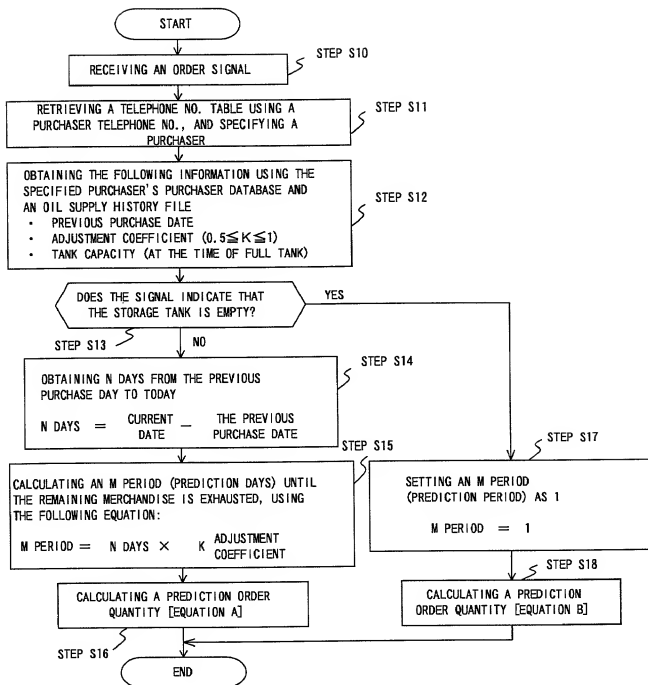 START
STEP S10
RECEIVING AN ORDER SIGNAL
STEP S11
RETRIEVING A TELEPHONE NO. TABLE USING A
PURCHASER TELEPHONE NO., AND SPECIFYING A
PURCHASER
STEP S12
OBTAINING THE FOLLOWING INFORMATION USING THE
SPECIFIED PURCHASER'S PURCHASER DATABASE AND
AN OIL SUPPLY HISTORY FILE
・ PREVIOUS PURCHASE DATE
・ ADJUSTMENT COEFFICIENT (0.5≦K≦1)
・ TANK CAPACITY (AT THE TIME OF FULL TANK)
DOES THE SIGNAL INDICATE THAT
THE STORAGE TANK IS EMPTY?
YES
STEP S13
NO
STEP S14
OBTAINING N DAYS FROM THE PREVIOUS
PURCHASE DAY TO TODAY
N DAYS = CURRENT DATE − THE PREVIOUS PURCHASE DATE
STEP S15
CALCULATING AN M PERIOD (PREDICTION DAYS) UNTIL
THE REMAINING MERCHANDISE IS EXHAUSTED, USING
THE FOLLOWING EQUATION:
M PERIOD = N DAYS × K ADJUSTMENT COEFFICIENT
STEP S17
SETTING AN M PERIOD
(PREDICTION PERIOD) AS 1
M PERIOD = 1
STEP S18
CALCULATING A PREDICTION ORDER
QUANTITY [EQUATION A]
CALCULATING A PREDICTION
ORDER QUANTITY [EQUATION B]
STEP S16
END